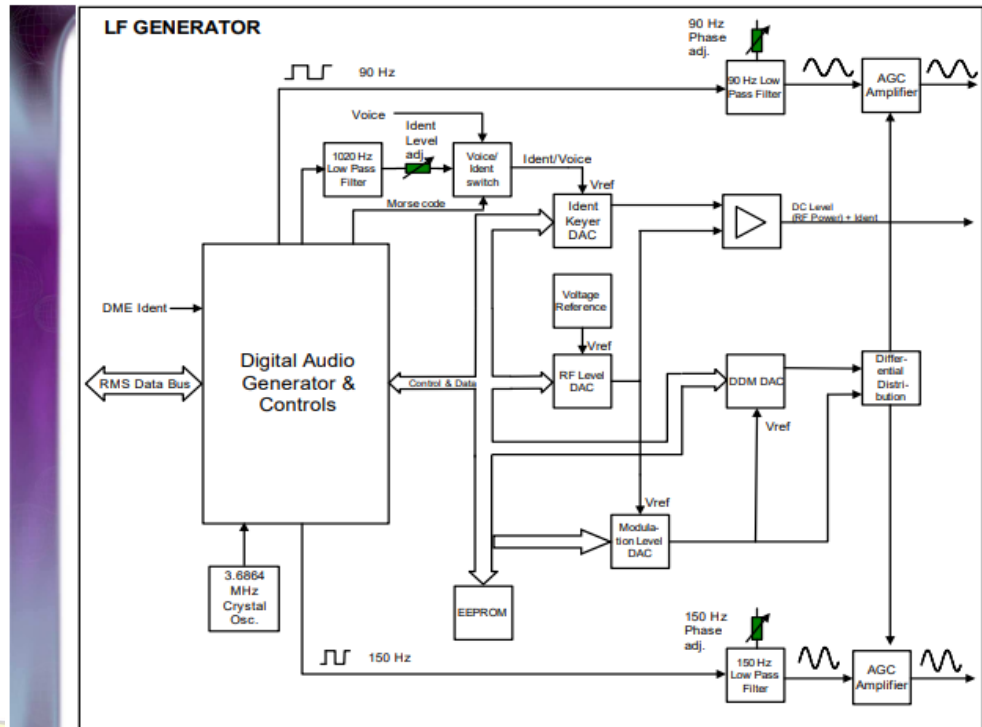 LF GENERATOR
90 Hz
Phase
adj.
90 Hz
90 Hz Low
Pass Filter
AGC
Amplifier
Voice
Ident
Level
adj.
1020 Hz
Low Pass
Filter
Voice/
Ident
switch
Ident/Voice
Morse code
Vref
Ident
Keyer
DAC
DC Level
(RF Power) + Ident
DME Ident
Voltage
Reference
Vref
Digital Audio
Generator &
Controls
RMS Data Bus
Control & Data
RF Level
DAC
DDM DAC
Differ-
ential
Distri-
bution
Vref
Vref
Modula-
tion Level
DAC
3.6864
MHz
Crystal
Osc.
EEPROM
150 Hz
Phase
adj.
150 Hz
150 Hz
Low Pass
Filter
AGC
Amplifier